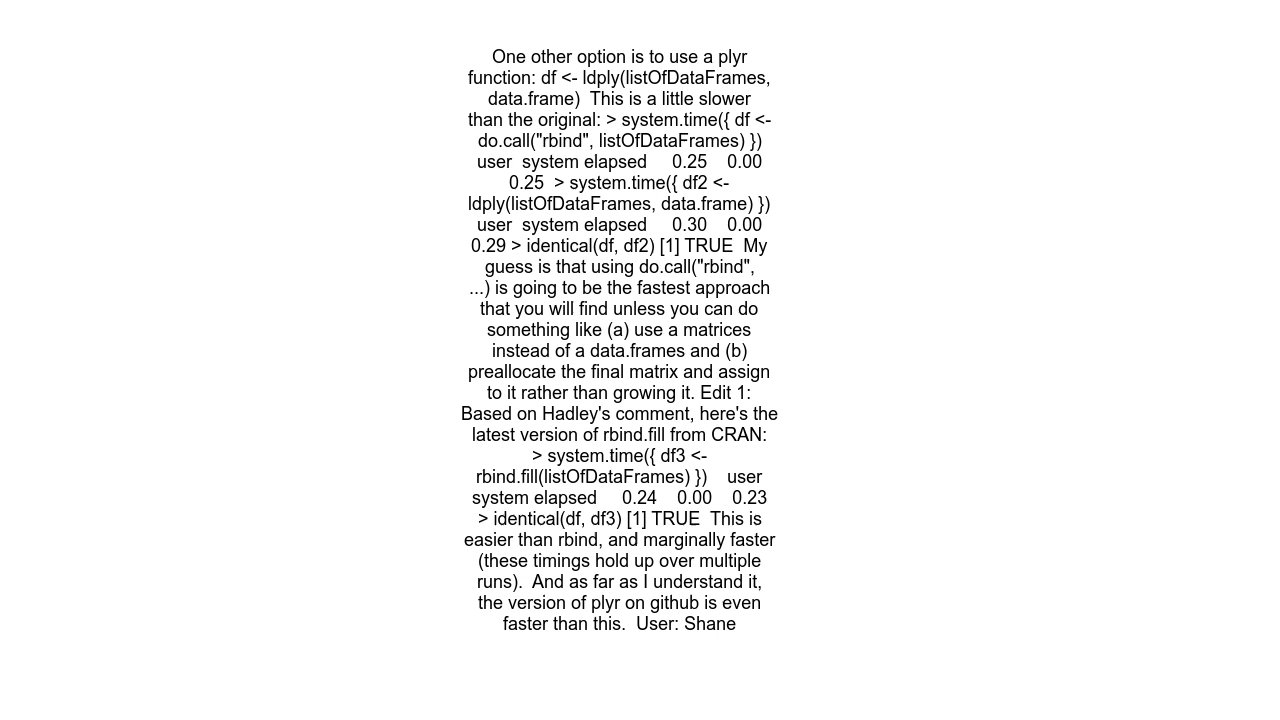 One other option is to use a plyr
function: df <- ldply(listOfDataFrames,
data.frame)  This is a little slower
than the original: > system.time({ df <-
do.call("rbind", listOfDataFrames) })
user  system elapsed     0.25    0.00
0.25  > system.time({ df2 <-
ldply(listOfDataFrames, data.frame) })
user  system elapsed     0.30    0.00
0.29 > identical(df, df2) [1] TRUE  My
guess is that using do.call("rbind",
...) is going to be the fastest approach
that you will find unless you can do
something like (a) use a matrices
instead of a data.frames and (b)
preallocate the final matrix and assign
to it rather than growing it. Edit 1:
Based on Hadley's comment, here's the
latest version of rbind.fill from CRAN:
> system.time({ df3 <-
rbind.fill(listOfDataFrames) })    user
system elapsed     0.24    0.00    0.23
> identical(df, df3) [1] TRUE  This is
easier than rbind, and marginally faster
(these timings hold up over multiple
runs).  And as far as I understand it,
the version of plyr on github is even
faster than this.  User: Shane